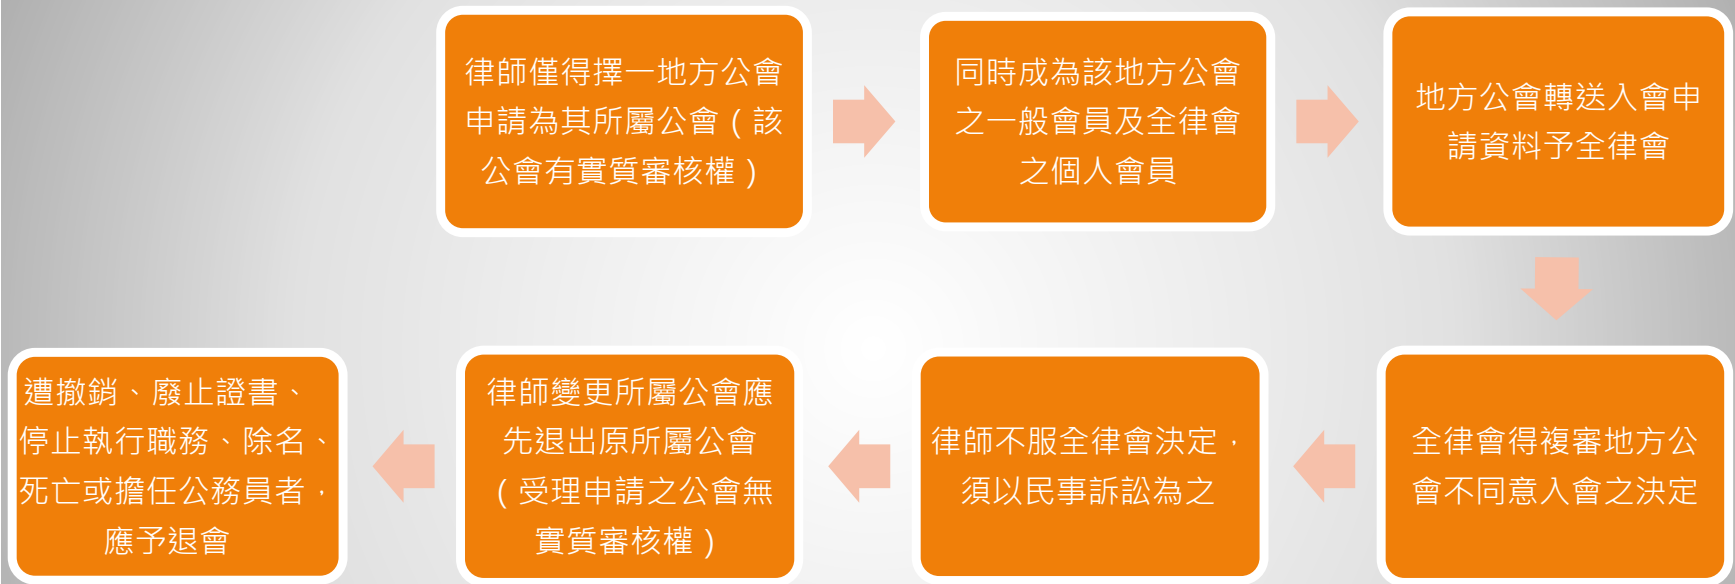 律師僅得擇一地方公會
申請為其所屬公會（該
公會有實質審核權）
同時成為該地方公會
之一般會員及全律會
之個人會員
地方公會轉送入會申
請資料予全律會
全律會得複審地方公
會不同意入會之決定
律師不服全律會決定，
須以民事訴訟為之
律師變更所屬公會應
先退出原所屬公會
（受理申請之公會無
實質審核權）
遭撤銷、廢止證書、
停止執行職務、除名、
死亡或擔任公務員者，
應予退會